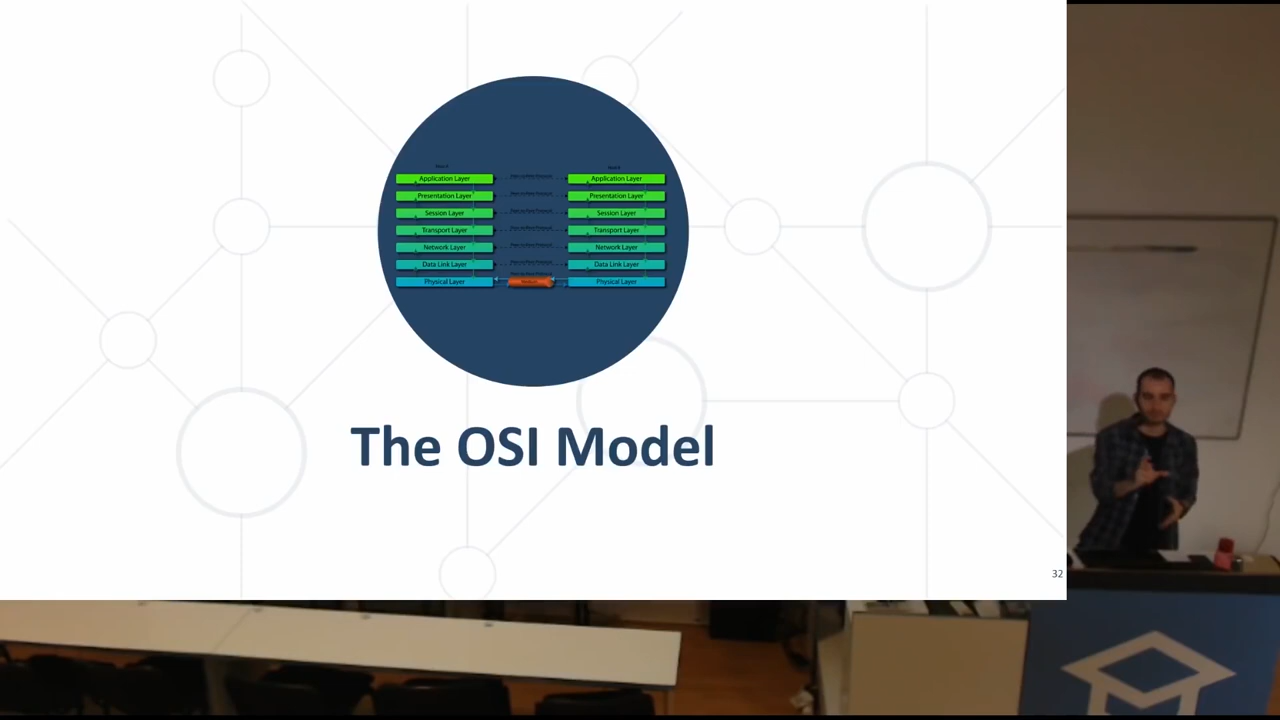 Application Layer Application Layer
Presentation Layer Presentation Layer
Session Layer Session Layer
Transport Layer Transport Layer
Network Layer Network Layer
Data Link Layer Data Link Layer
Physical Layer Physical Layer
The OSI Model
32